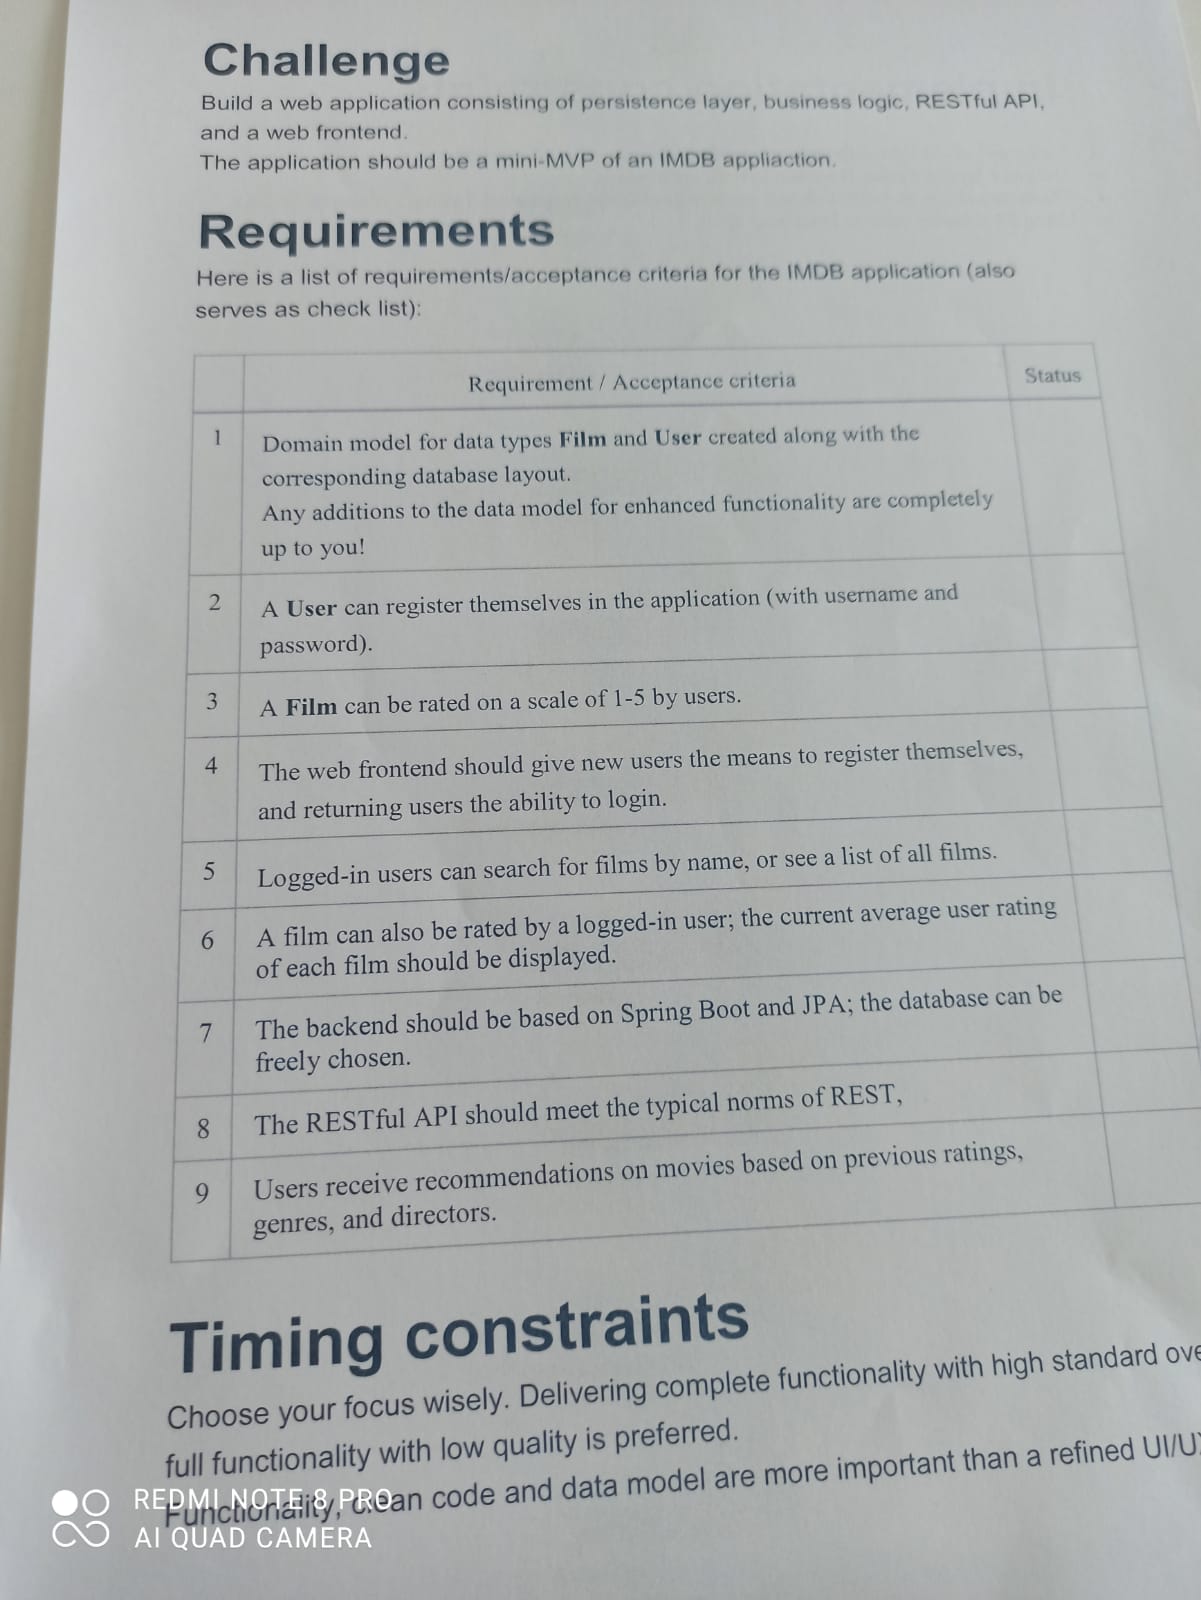 Challenge
Build a web application consisting of persistence layer, business logic, RESTful API,
and a web frontend.
The application should be a mini-MVP of an IMDB appliaction.
Requirements
Here is a list of requirements/acceptance criteria for the IMDB application (also
serves as check list):
Requirement / Acceptance criteria Status
1 Domain model for data types Film and User created along with the
corresponding database layout.
Any additions to the data model for enhanced functionality are completely
up to you!
2 A User can register themselves in the application (with username and
password).
3 A Film can be rated on a scale of 1-5 by users.
4 The web frontend should give new users the means to register themselves,
and returning users the ability to login.
5 Logged-in users can search for films by name, or see a list of all films.
6 A film can also be rated by a logged-in user; the current average user rating
of each film should be displayed.
7 The backend should be based on Spring Boot and JPA; the database can be
freely chosen.
8 The RESTful API should meet the typical norms of REST,
9 Users receive recommendations on movies based on previous ratings,
genres, and directors.
Timing constraints
Choose your focus wisely. Delivering complete functionality with high standard ove
full functionality with low quality is preferred.
Functionality, clean code and data model are more important than a refined UI/U
REDMI NOTE 8 PRO
AI QUAD CAMERA